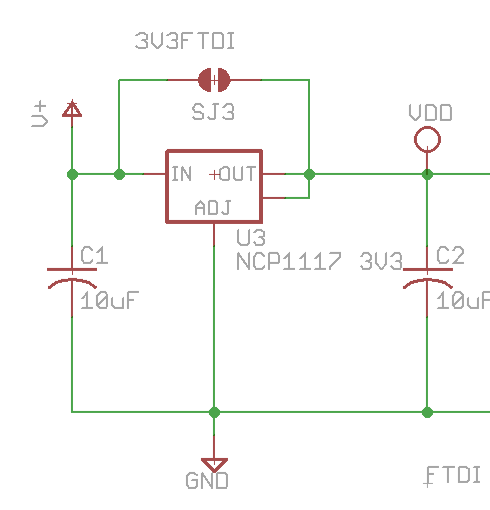 3V3FTDI
SJ3
V+
VDD
IN
+OUT
ADJ
U3
NCP1117
3V3
C1
10uF
C2
10uF
GND
FTDI